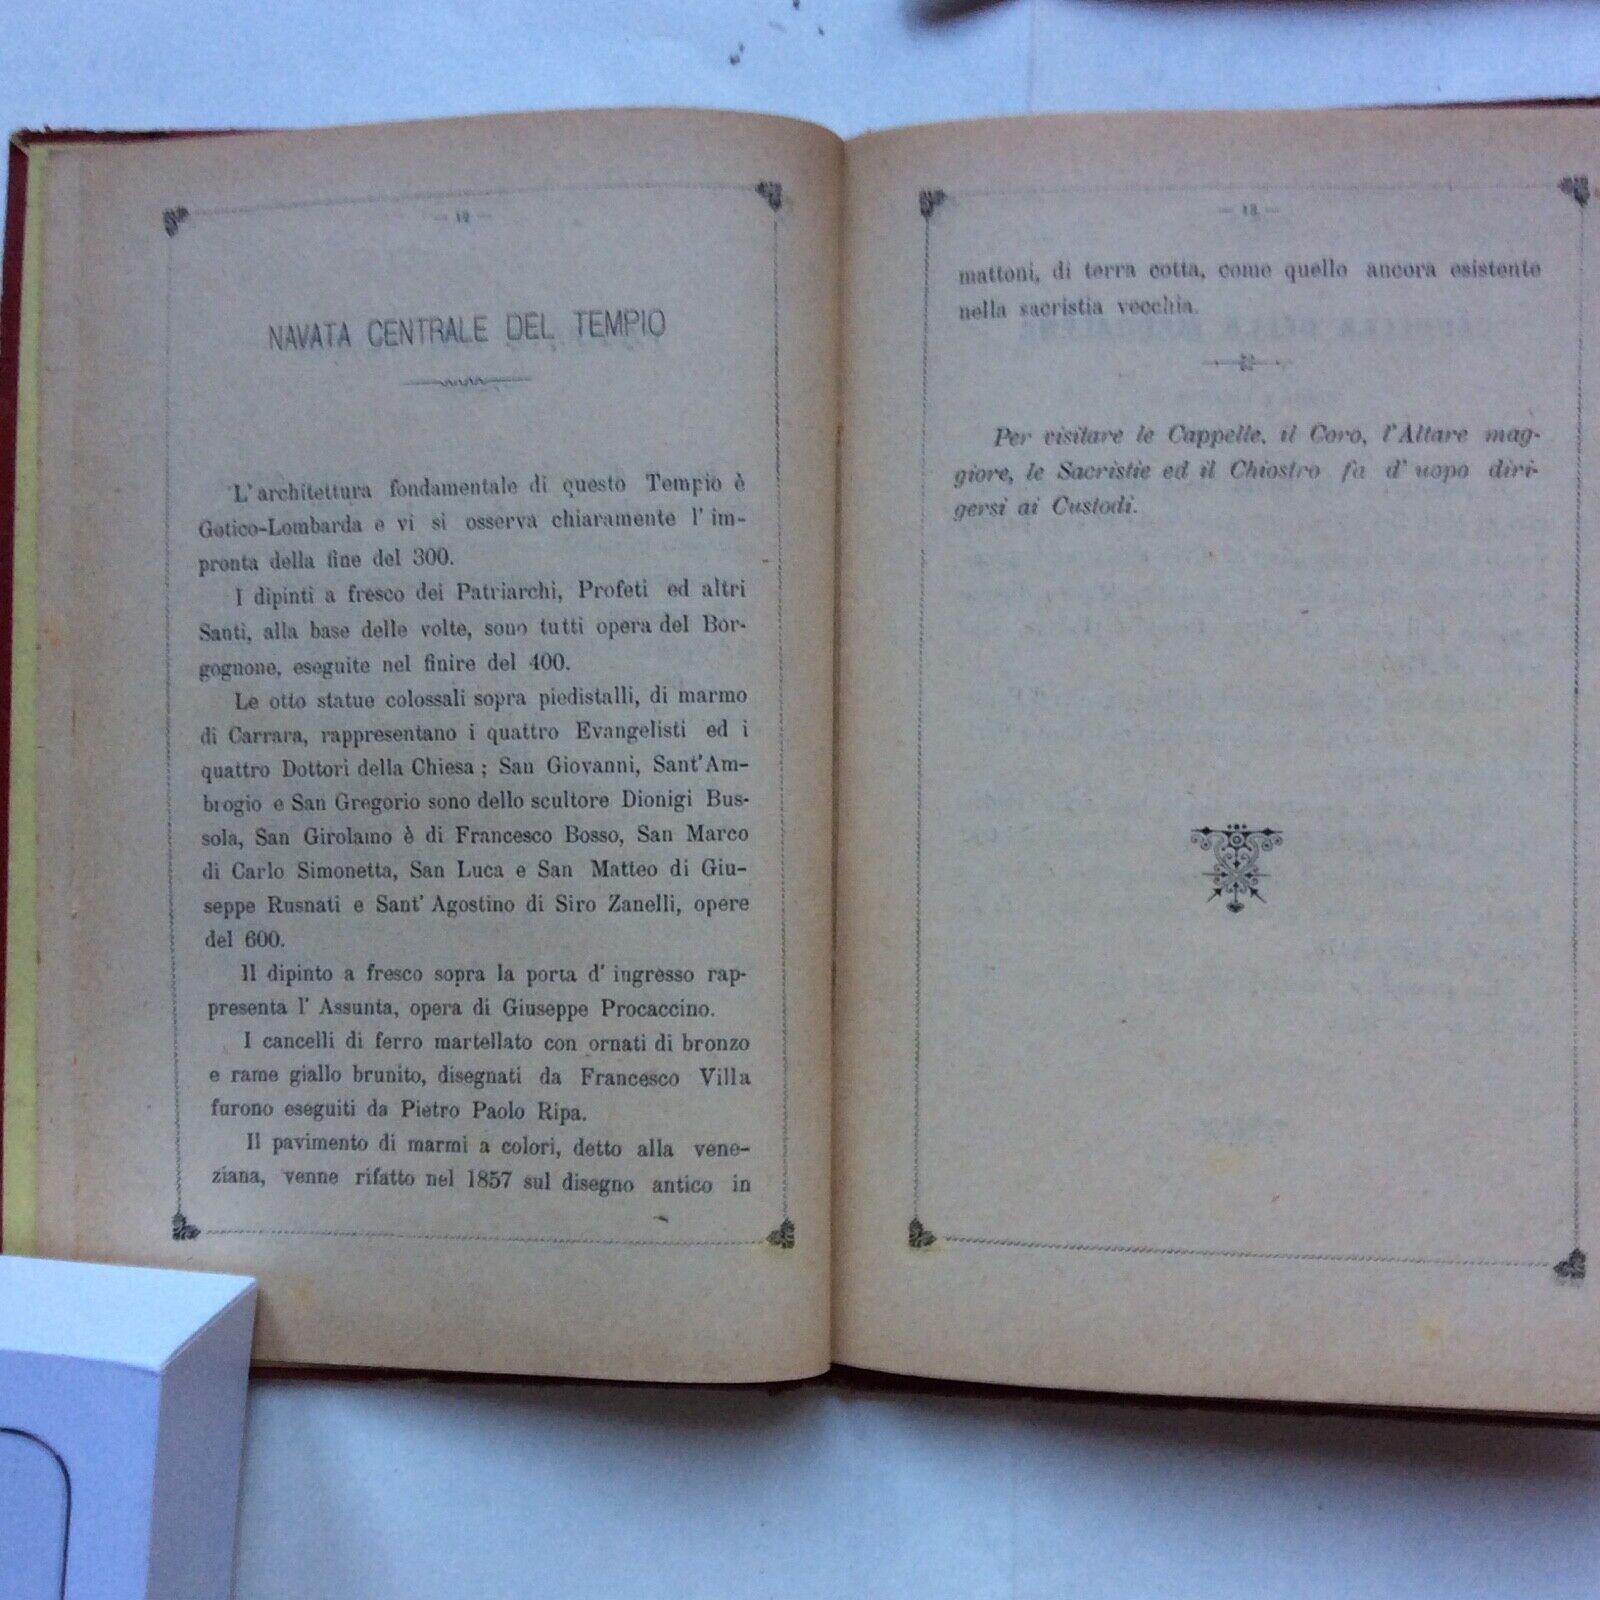 — 12 —
NAVATA CENTRALE DEL TEMPIO
L'architettura fondamentale di questo Tempio è
Gotico-Lombarda e vi si osserva chiaramente l'im-
pronta della fine del 300.
I dipinti a fresco dei Patriarchi, Profeti ed altri
Santi, alla base delle volte, sono tutti opera del Bor-
gognone, eseguite nel finire del 400.
Le otto statue colossali sopra piedistalli, di marmo
di Carrara, rappresentano i quattro Evangelisti ed i
quattro Dottori della Chiesa ; San Giovanni, Sant'Am-
brogio e San Gregorio sono dello scultore Dionigi Bus-
sola, San Girolamo è di Francesco Bosso, San Marco
di Carlo Simonetta, San Luca e San Matteo di Giu-
seppe Rusnati e Sant' Agostino di Siro Zanelli, opere
del 600.
Il dipinto a fresco sopra la porta d' ingresso rap-
presenta l' Assunta, opera di Giuseppe Procaccino.
I cancelli di ferro martellato con ornati di bronzo
e rame giallo brunito, disegnati da Francesco Villa
furono eseguiti da Pietro Paolo Ripa.
Il pavimento di marmi a colori, detto alla vene-
ziana, venne rifatto nel 1857 sul disegno antico in
— 13 —
mattoni, di terra cotta, come quello ancora esistente
nella sacristia vecchia.
Per visitare le Cappelle, il Coro, l'Altare mag-
giore, le Sacristie ed il Chiostro fa d' uopo diri-
gersi ai Custodi.